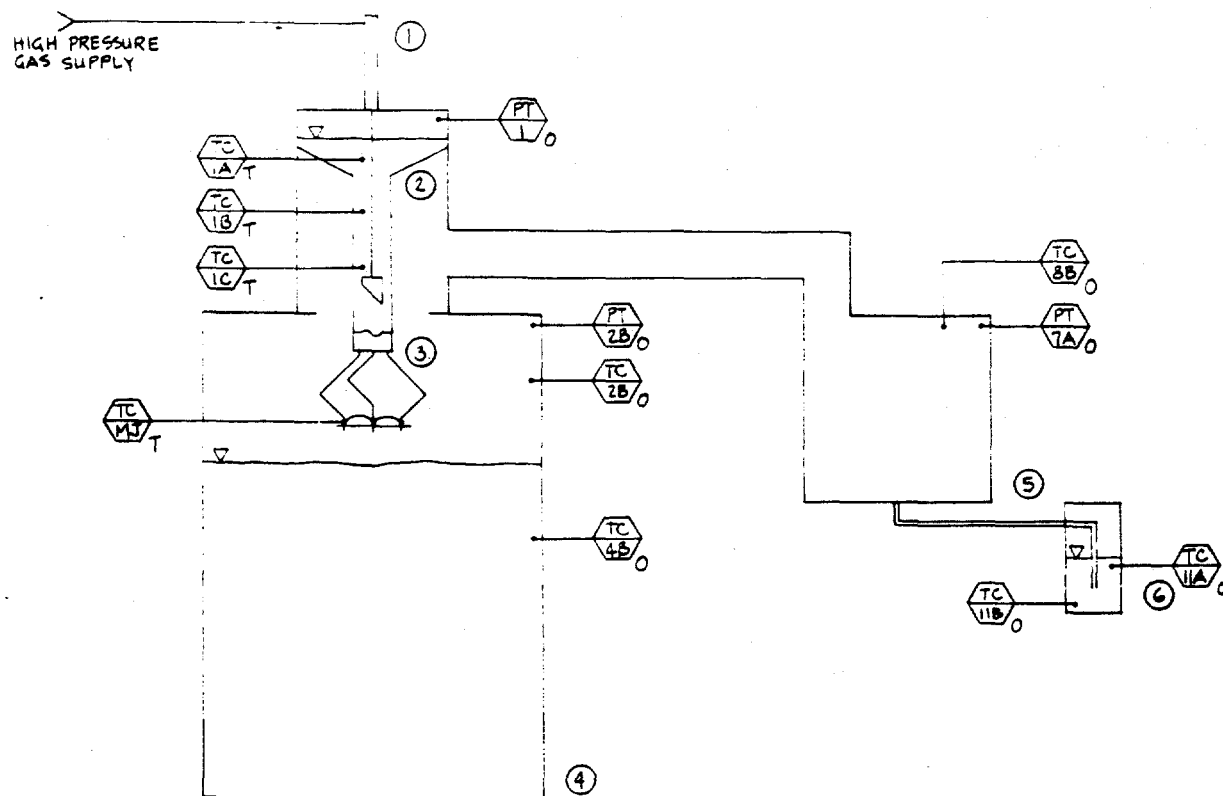 HIGH PRESSURE
GAS SUPPLY
1
PT
1
O
TC
1A
T
2
TC
1B
T
TC
1C
T
TC
8B
O
PT
2B
O
PT
7A
O
3
TC
2B
O
TC
MJ
T
5
TC
4B
O
TC
11A
O
TC
11B
O
6
4